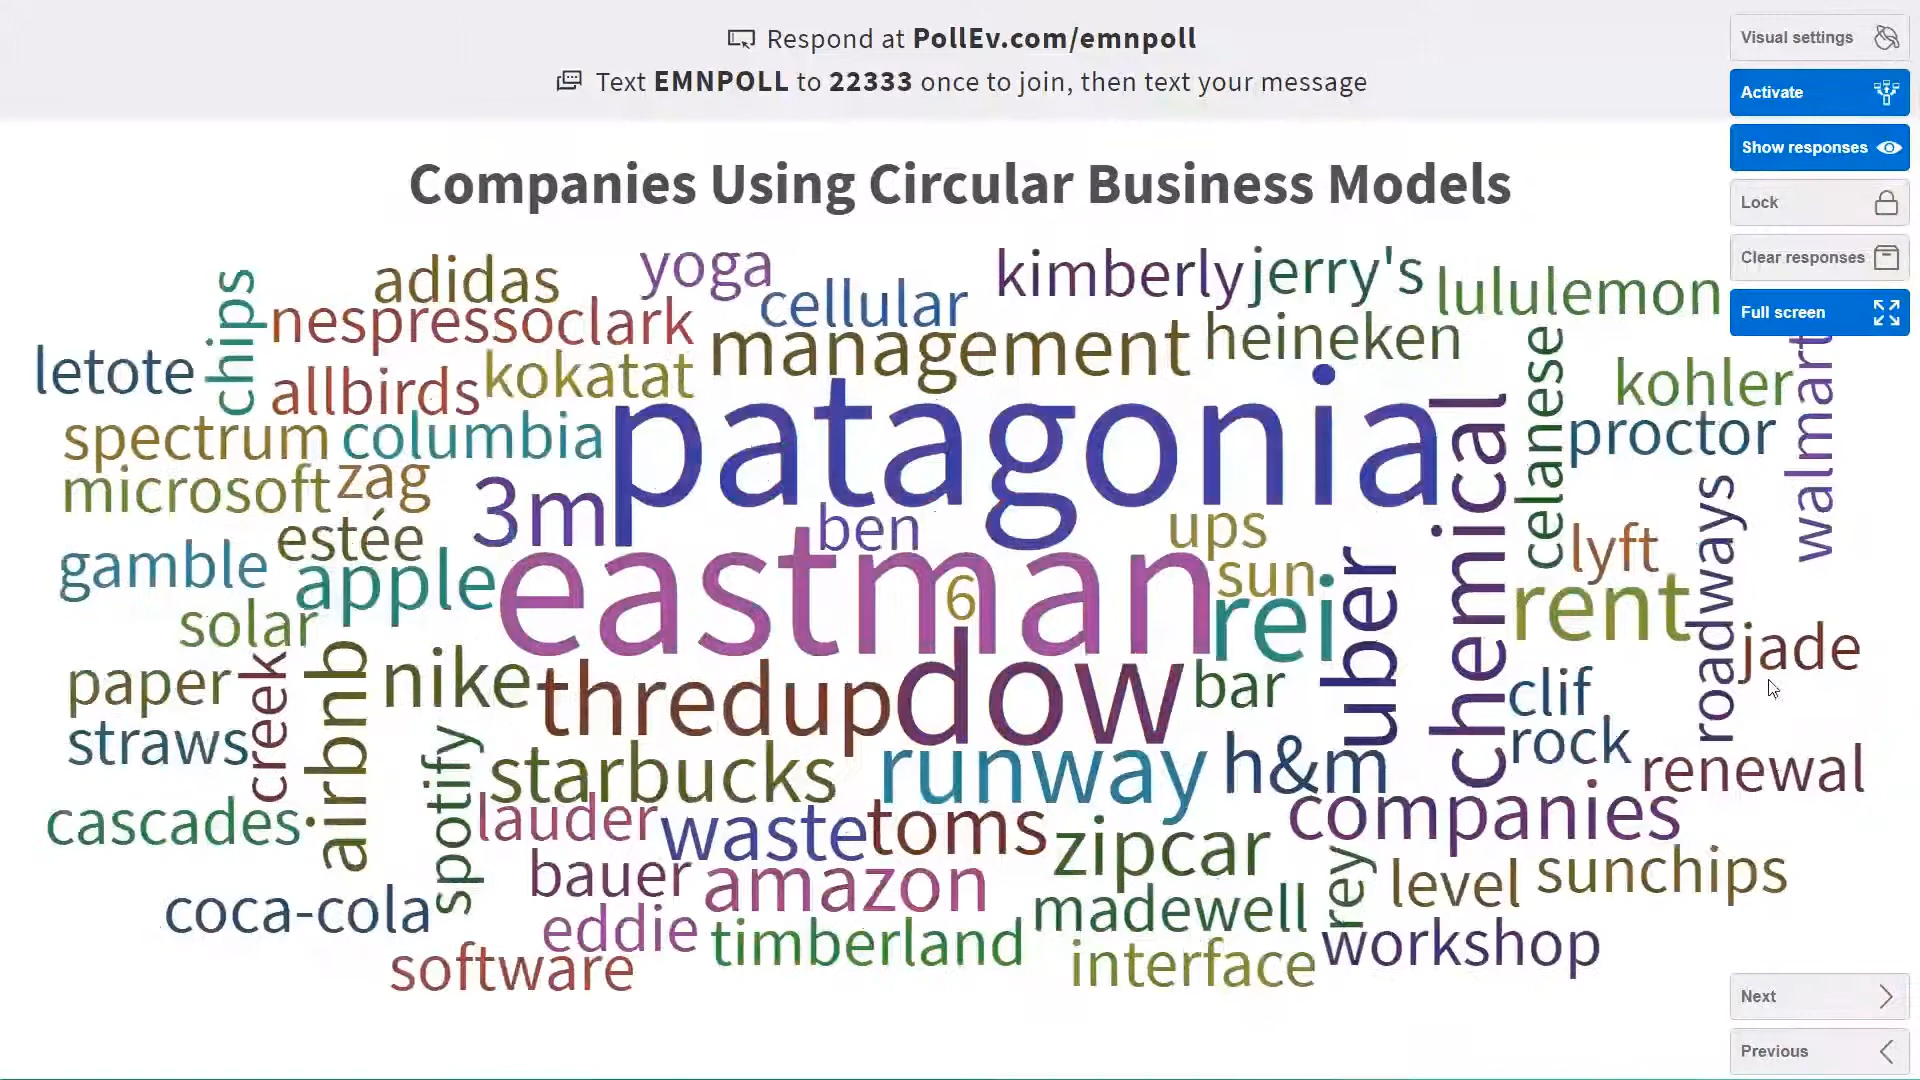 Respond at PollEv.com/emnpoll
Text EMNPOLL to 22333 once to join, then text your message
Visual settings
Activate
Show responses
Lock
Clear responses
Full screen
Companies Using Circular Business Models
chips
adidas
yoga
cellular
kimberly
jerry's
lululemon
nespresso
clark
management
heineken
letote
allbirds
kokatat
patagonia
chemical
celanese
kohler
walmart
spectrum
columbia
proctor
microsoft
zag
3m
ben
ups
roadways
estée
lyft
gamble
apple
eastman
6
sun
rei
uber
rent
solar
jade
paper
creek
airbnb
nike
thredup
dow
bar
clif
straws
rock
spotify
starbucks
runway
h&m
renewal
cascades
lauder
waste
toms
zipcar
companies
bauer
amazon
rey
level
sunchips
coca-cola
eddie
timberland
madewell
workshop
software
interface
Next
Previous